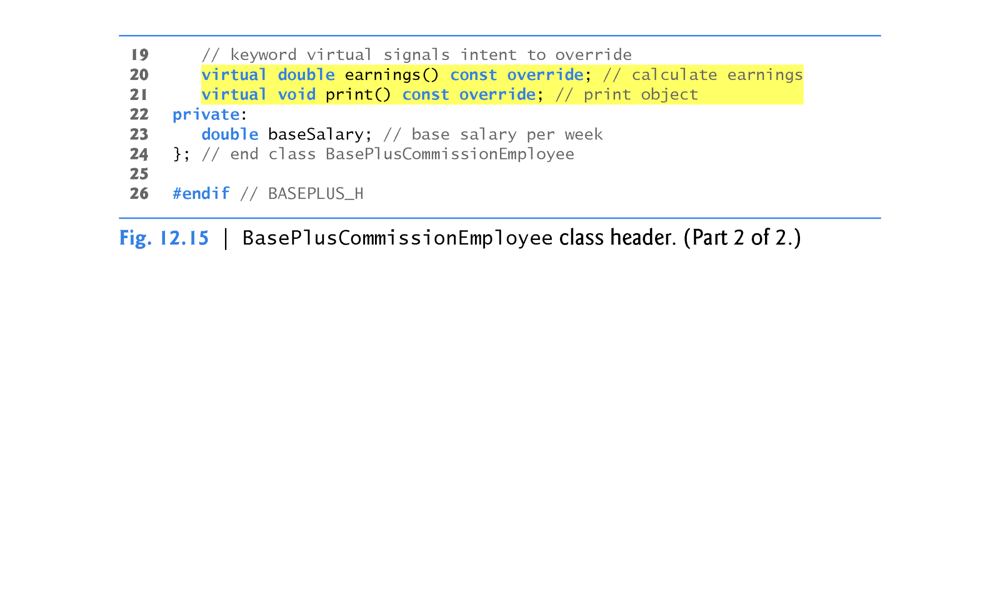 19 // keyword virtual signals intent to override
20 virtual double earnings() const override; // calculate earnings
21 virtual void print() const override; // print object
22 private:
23 double baseSalary; // base salary per week
24 }; // end class BasePlusCommissionEmployee
25
26 #endif // BASEPLUS_H
Fig. 12.15 | BasePlusCommissionEmployee class header. (Part 2 of 2.)